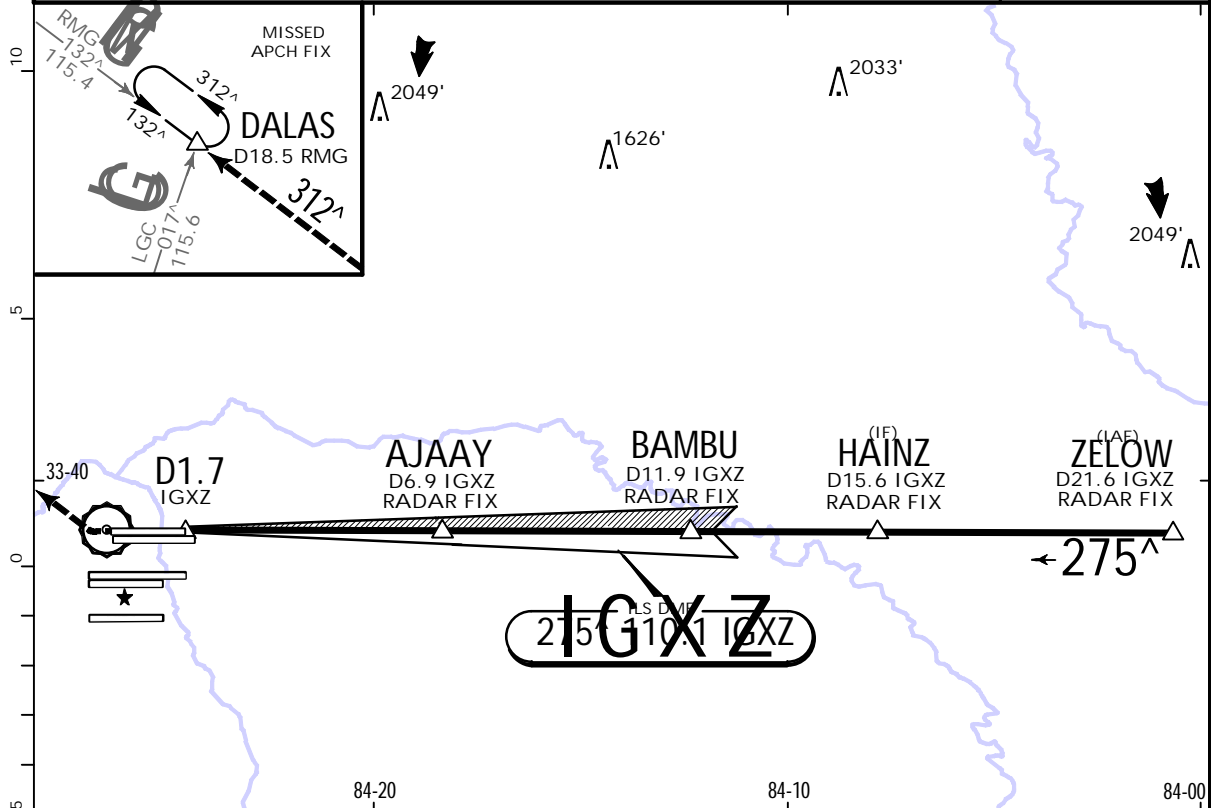 MISSED
APCH FIX
RMG
132^
115.4
312^
132^
DALAS
D18.5 RMG
312^
LGC
017^
115.6
2049'
2033'
1626'
2049'
10
5
0
5
33-40
D1.7
IGXZ
AJAAY
D6.9 IGXZ
RADAR FIX
BAMBU
D11.9 IGXZ
RADAR FIX
(IF)
HAINZ
D15.6 IGXZ
RADAR FIX
(IAF)
ZELOW
D21.6 IGXZ
RADAR FIX
275^
ILS DME
275^ 110.1 IGXZ
IGXZ
84-20
84-10
84-00